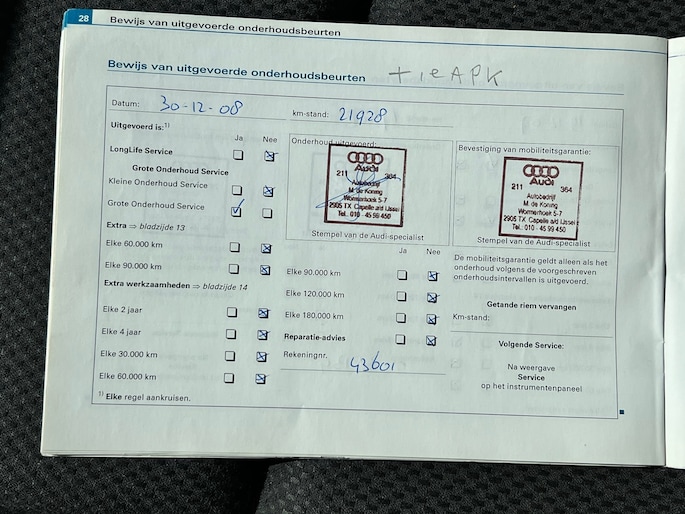 28 Bewijs van uitgevoerde onderhoudsbeurten
Bewijs van uitgevoerde onderhoudsbeurten + 1e APK
Datum: 30-12-08
km-stand: 21928
Uitgevoerd is:1)
Ja Nee
LongLife Service
Grote Onderhoud Service
Kleine Onderhoud Service
Grote Onderhoud Service
Extra ⇒ bladzijde 13
Elke 60.000 km
Elke 90.000 km
Extra werkzaamheden ⇒ bladzijde 14
Elke 2 jaar
Elke 4 jaar
Elke 30.000 km
Elke 60.000 km
1) Elke regel aankruisen.
Onderhoud uitgevoerd:
Audi
211 364
Autobedrijf
M. de Koning
Wormerhoek 5-7
2905 TX Capelle a/d IJssel
Tel.: 010 - 45 99 450
Stempel van de Audi-specialist
Ja Nee
Elke 90.000 km
Elke 120.000 km
Elke 180.000 km
Reparatie-advies
Rekeningnr.
43601
Bevestiging van mobiliteitsgarantie:
Audi
211 364
Autobedrijf
M. de Koning
Wormerhoek 5-7
2905 TX Capelle a/d IJssel
Tel.: 010 - 45 99 450
Stempel van de Audi-specialist
De mobiliteitsgarantie geldt alleen als het
onderhoud volgens de voorgeschreven
onderhoudsintervallen is uitgevoerd.
Getande riem vervangen
Km-stand:
Volgende Service:
Na weergave
Service
op het instrumentenpaneel